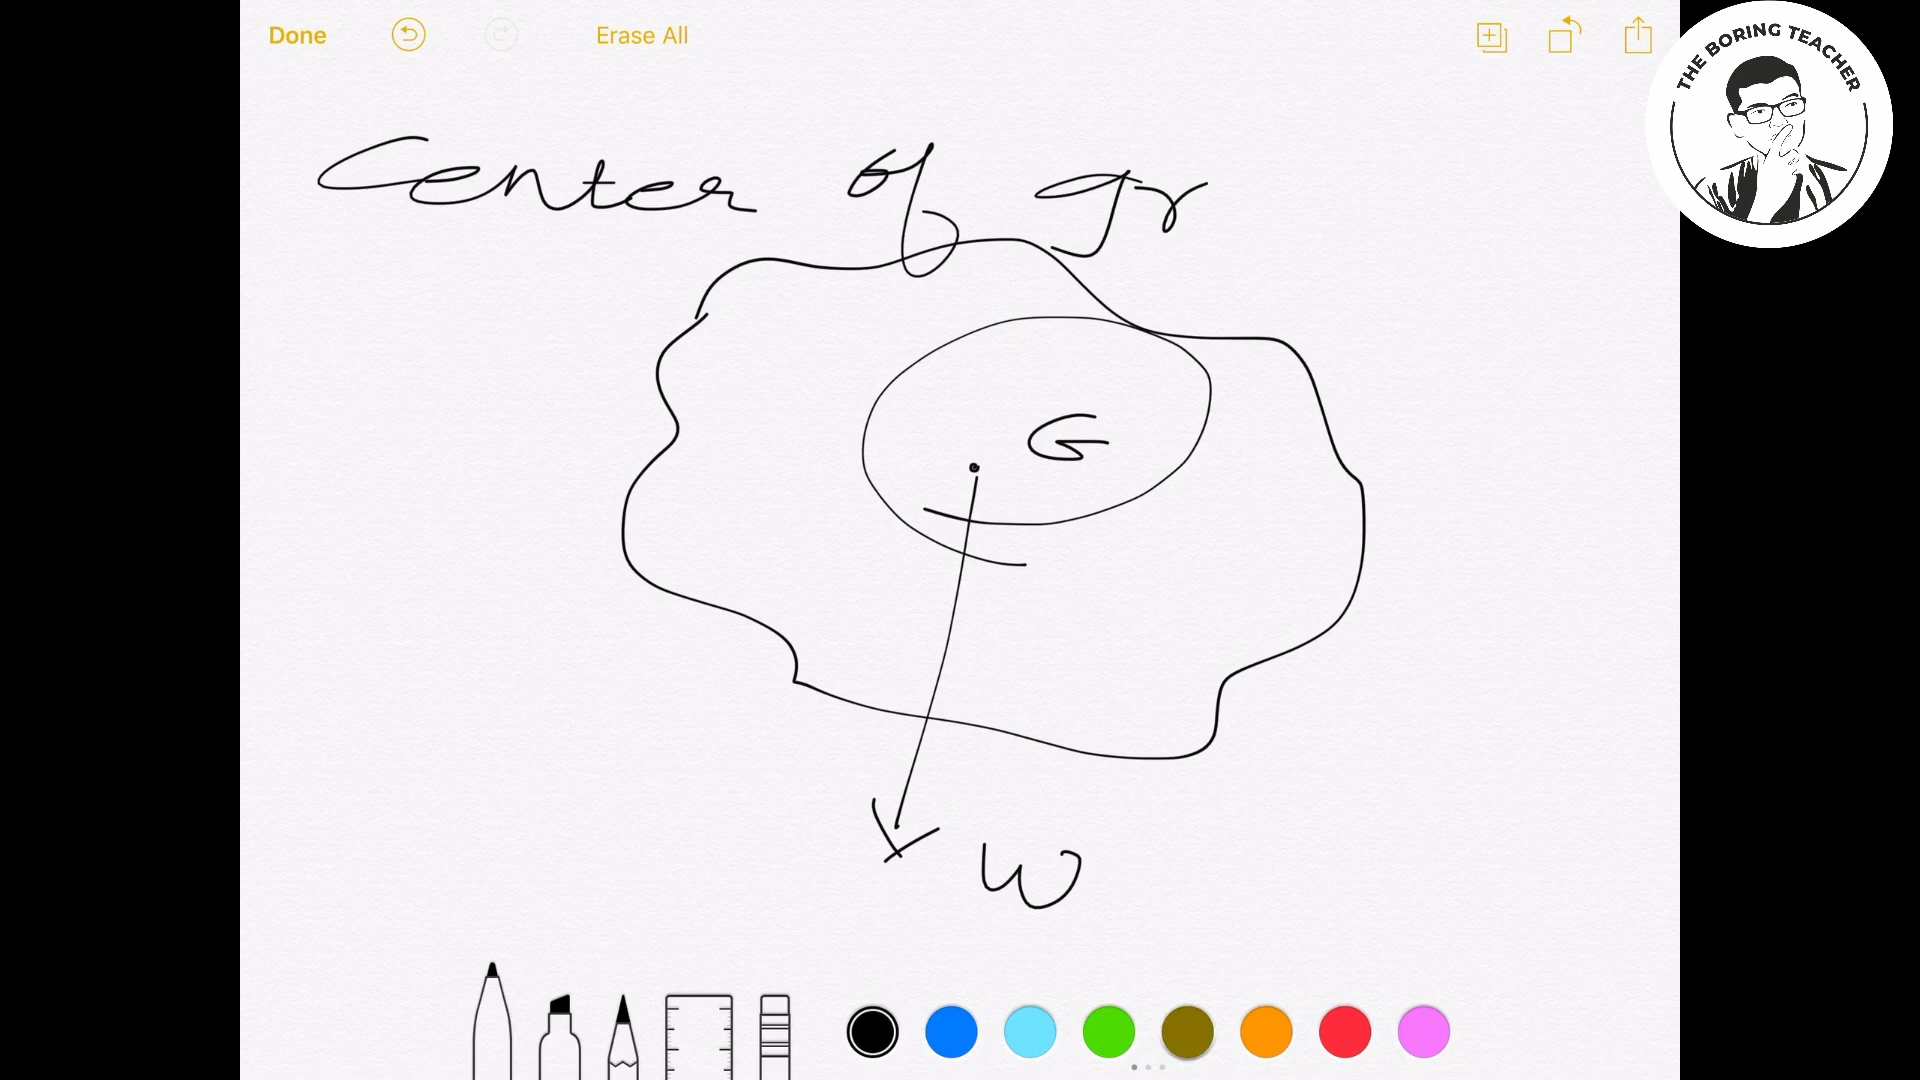 Done Erase All
THE BORING TEACHER
Center of gr
G
W